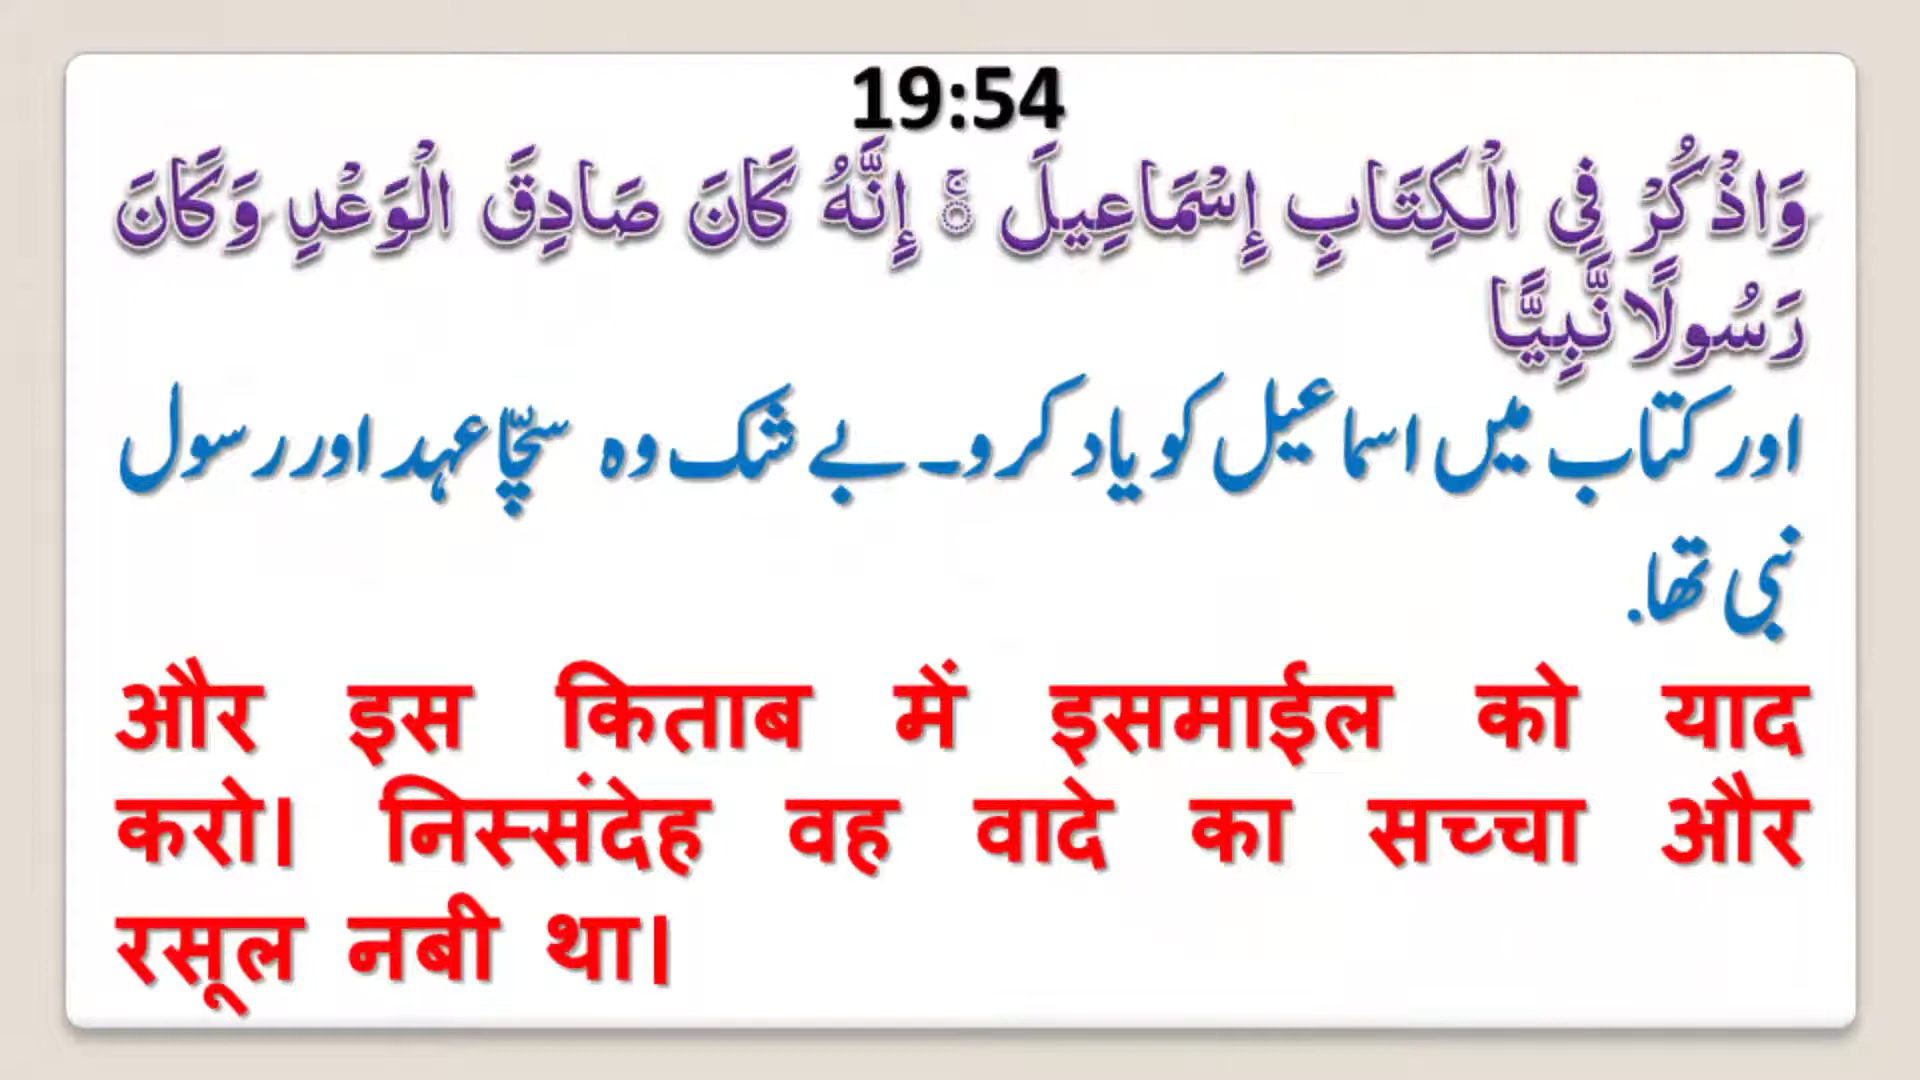 19:54
وَاذْكُرْ فِي الْكِتَابِ إِسْمَاعِيلَ ۚ إِنَّهُ كَانَ صَادِقَ الْوَعْدِ وَكَانَ
رَسُولًا نَّبِيًّا
اور کتاب میں اسماعیل کو یاد کرو۔ بے شک وہ سچّا عہد اور رسول
نبی تھا.
और इस किताब में इसमाईल को याद
करो। निस्संदेह वह वादे का सच्चा और
रसूल नबी था।